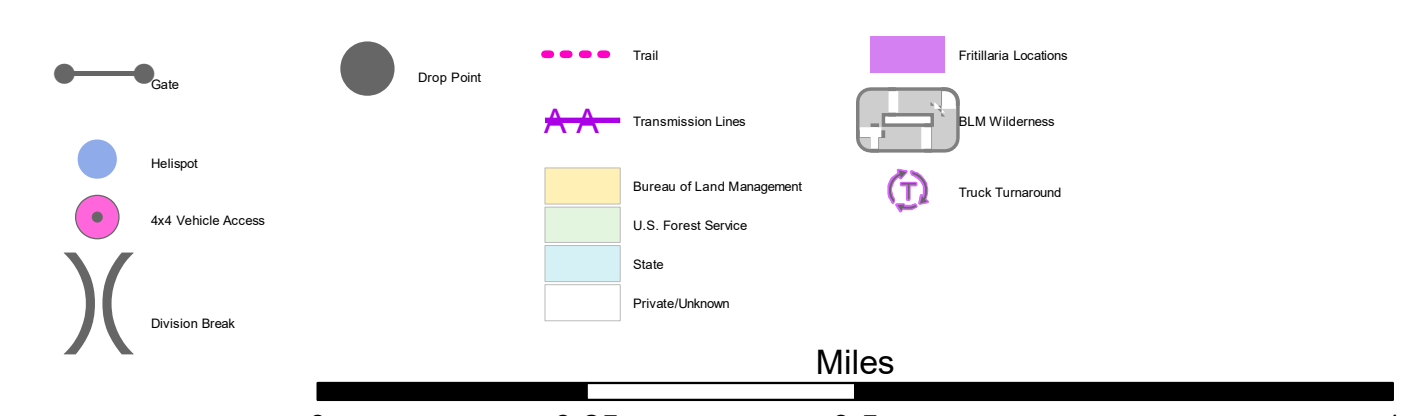 Gate
Helispot
4x4 Vehicle Access
Division Break
Drop Point
Trail
A A
Transmission Lines
Bureau of Land Management
U.S. Forest Service
State
Private/Unknown
Fritillaria Locations
BLM Wilderness
T
Truck Turnaround
Miles